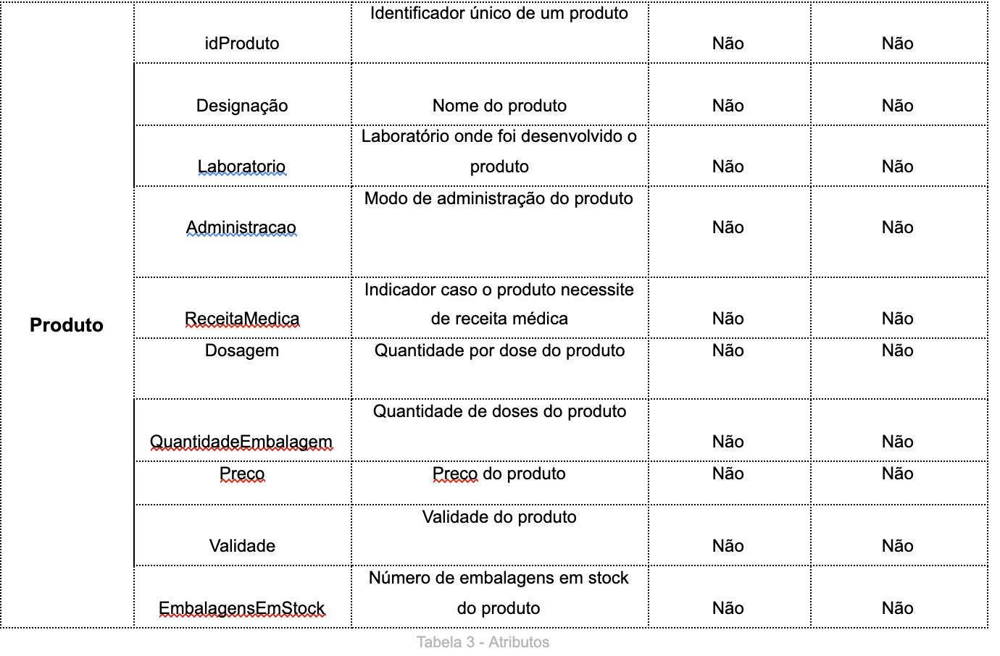 Identificador único de um produto
idProduto Não Não
Designação Nome do produto Não Não
Laboratório onde foi desenvolvido o
Laboratorio produto Não Não
Modo de administração do produto
Administracao Não Não
Indicador caso o produto necessite
Produto ReceitaMedica de receita médica Não Não
Dosagem Quantidade por dose do produto Não Não
Quantidade de doses do produto
QuantidadeEmbalagem Não Não
Preco Preco do produto Não Não
Validade do produto
Validade Não Não
Número de embalagens em stock
EmbalagensEmStock do produto Não Não
Tabela 3 - Atributos